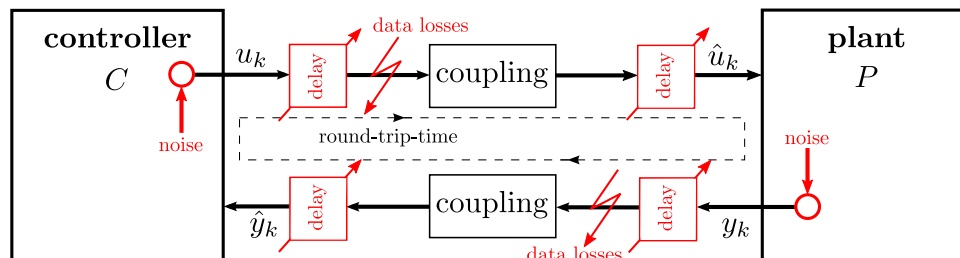 controller
C
noise
u_k
delay
data losses
coupling
delay
û_k
plant
P
round-trip-time
noise
ŷ_k
delay
coupling
data losses
delay
y_k